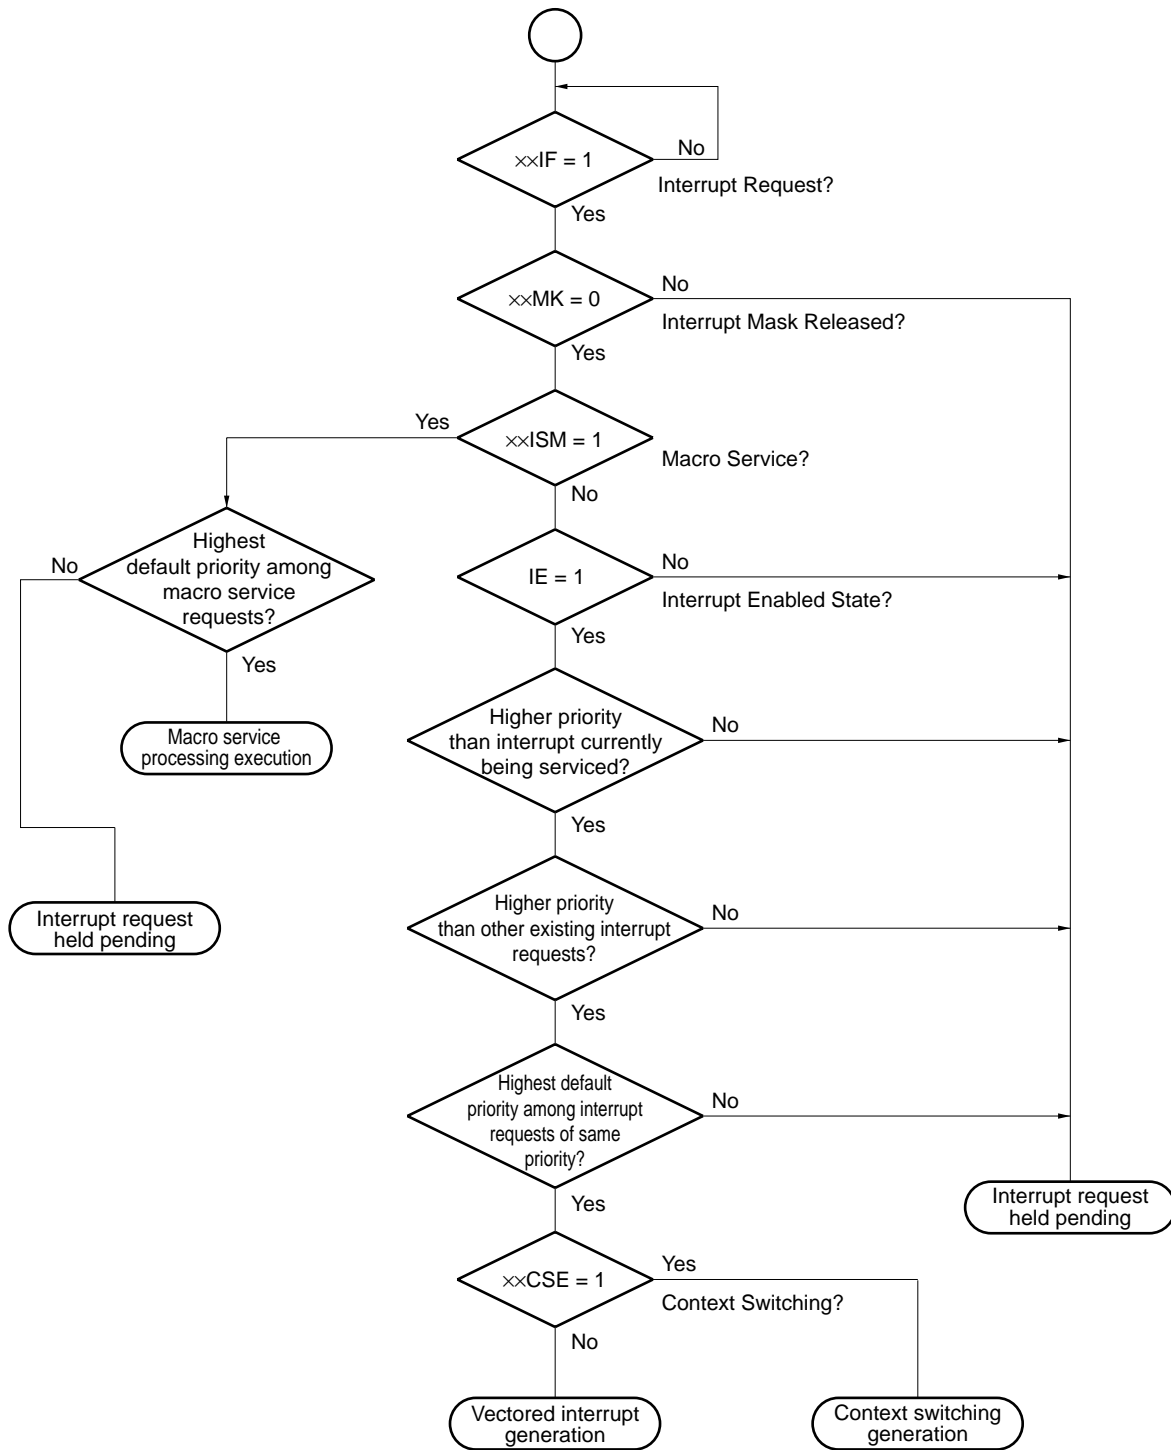 ××IF = 1
No
Interrupt Request?
Yes
××MK = 0
No
Interrupt Mask Released?
Yes
Yes
××ISM = 1
Macro Service?
No
Highest
default priority among
macro service
requests?
No
Yes
IE = 1
No
Interrupt Enabled State?
Yes
Macro service
processing execution
Higher priority
than interrupt currently
being serviced?
No
Yes
Interrupt request
held pending
Higher priority
than other existing interrupt
requests?
No
Yes
Highest default
priority among interrupt
requests of same
priority?
No
Yes
Interrupt request
held pending
××CSE = 1
Yes
Context Switching?
No
Vectored interrupt
generation
Context switching
generation